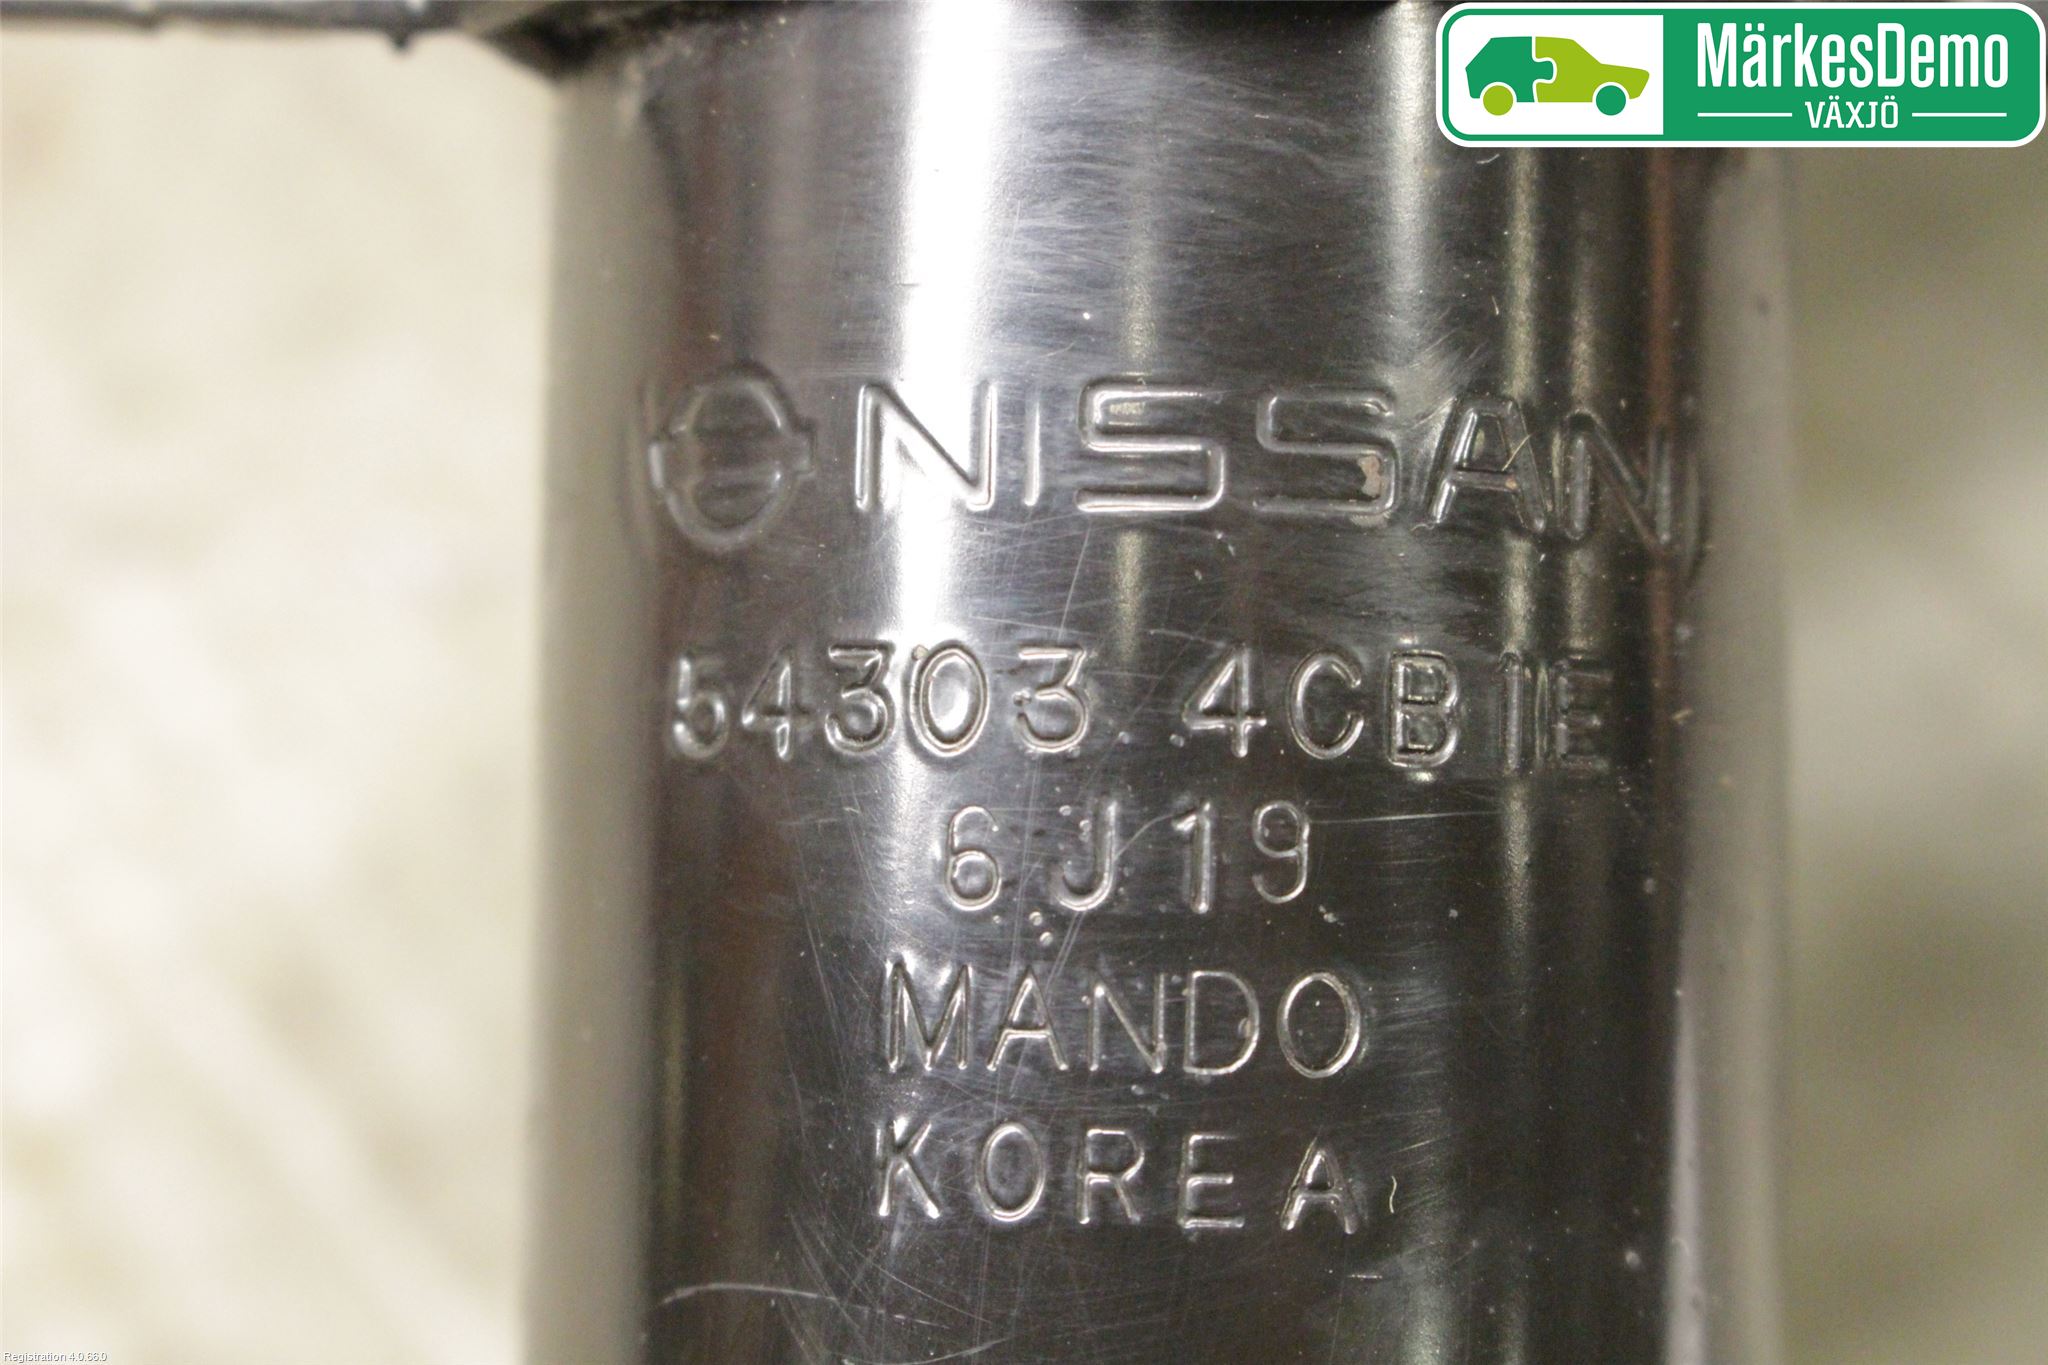 MärkesDemo
VÄXJÖ
NISSAN
54303 4CB1E
6J19
MANDO
KOREA
Registration 4.0.66.0